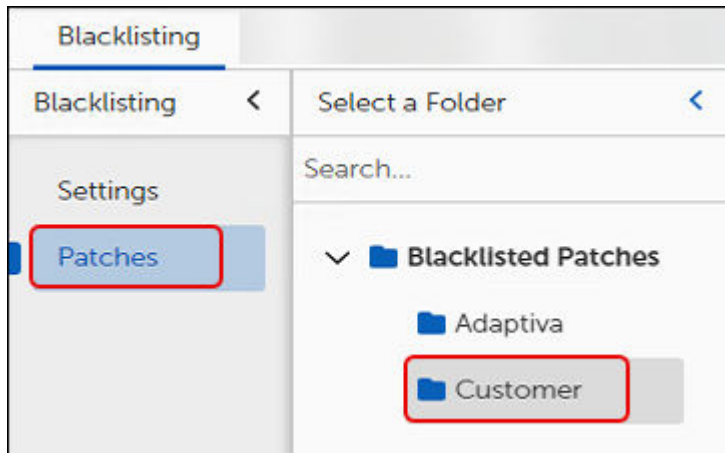 Blacklisting
Blacklisting
Select a Folder
Search...
Settings
Patches
Blacklisted Patches
Adaptiva
Customer